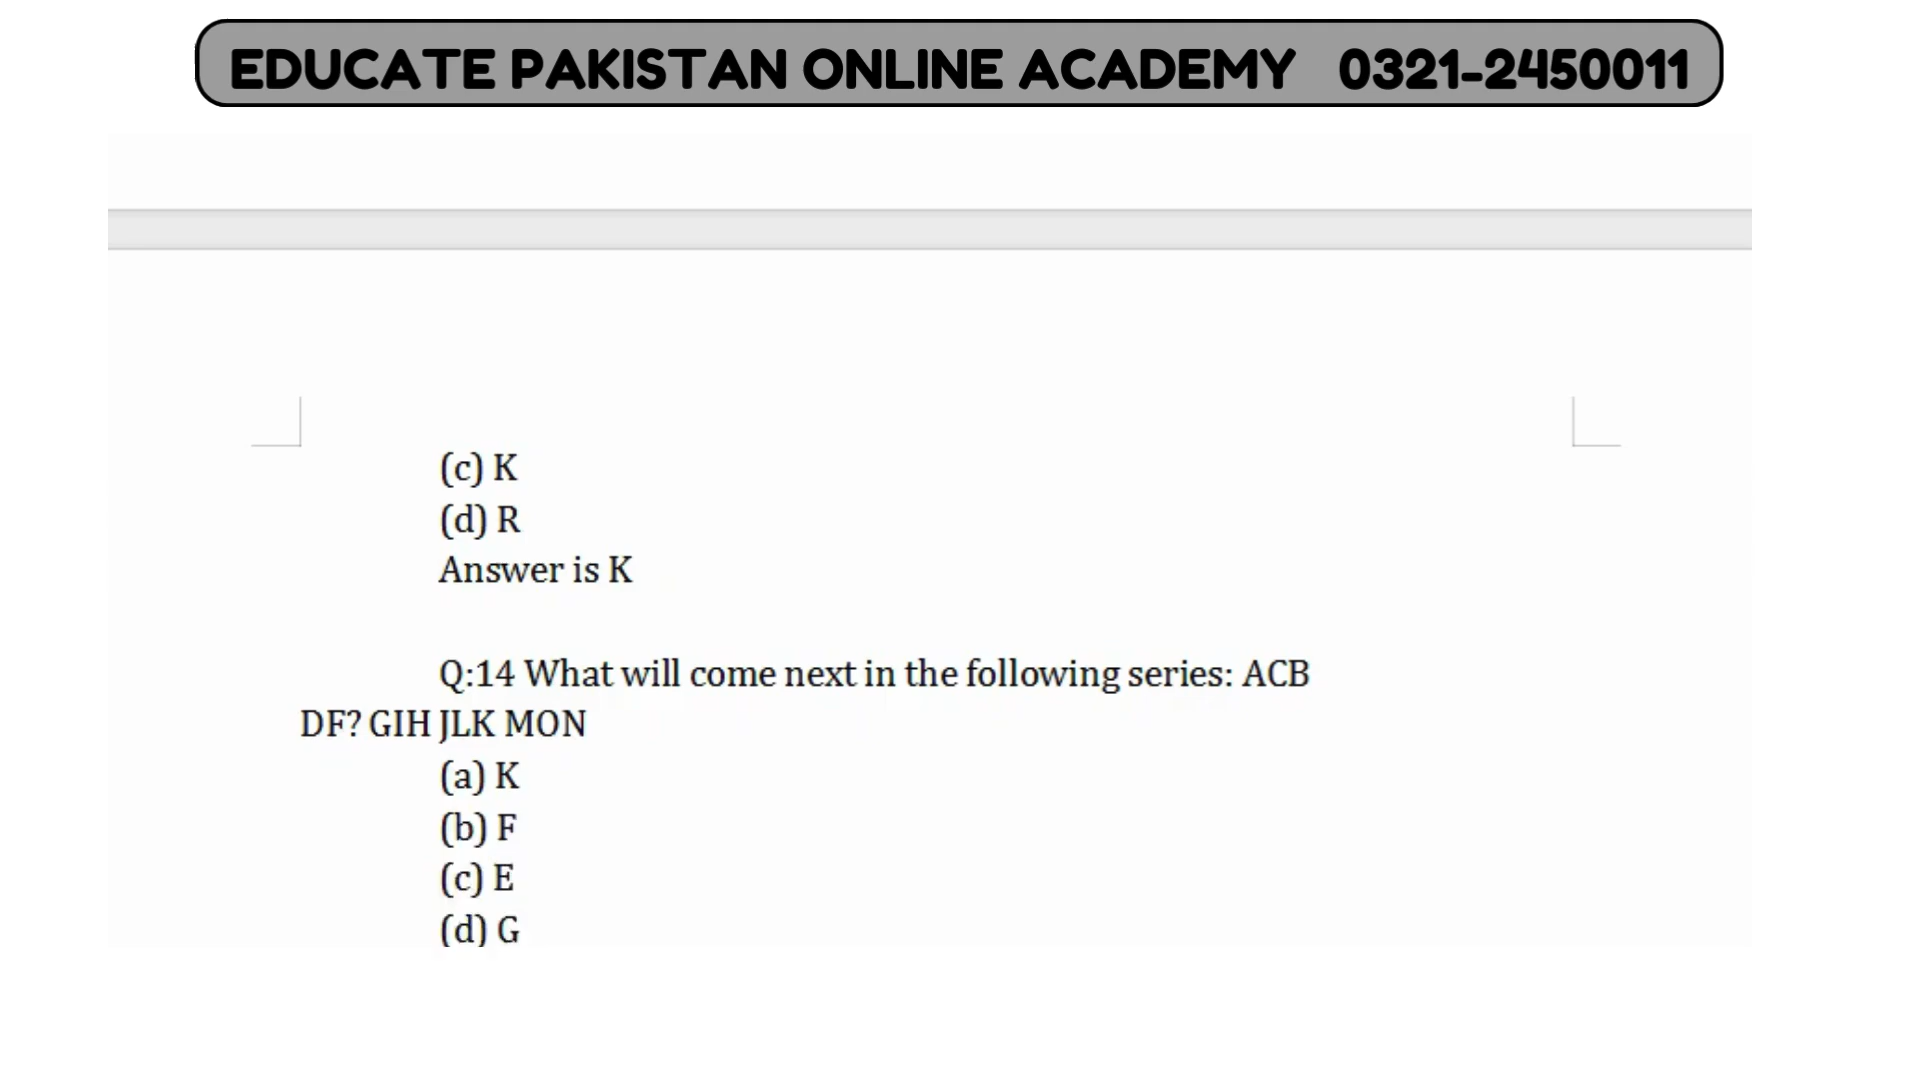 EDUCATE PAKISTAN ONLINE ACADEMY 0321-2450011
(c) K
(d) R
Answer is K
Q:14 What will come next in the following series: ACB
DF? GIH JLK MON
(a) K
(b) F
(c) E
(d) G